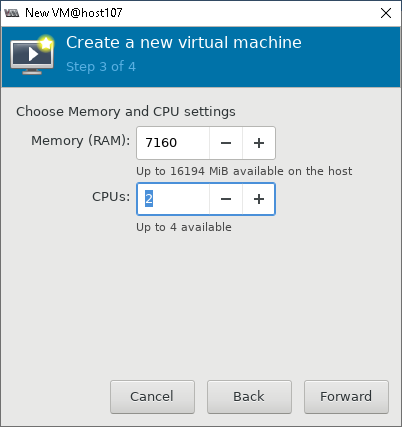 New VM@host107
Create a new virtual machine
Step 3 of 4
Choose Memory and CPU settings
Memory (RAM): 7160
Up to 16194 MiB available on the host
CPUs: 2
Up to 4 available
Cancel Back Forward